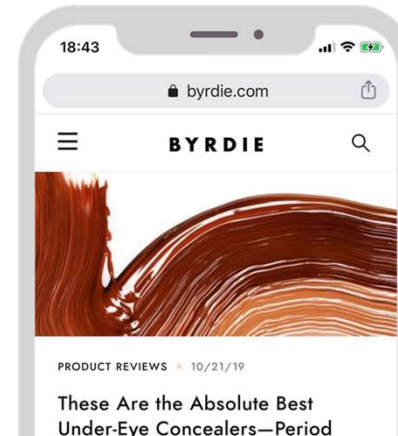 18:43
byrdie.com
BYRDIE
PRODUCT REVIEWS 10/21/19
These Are the Absolute Best
Under-Eye Concealers—Period